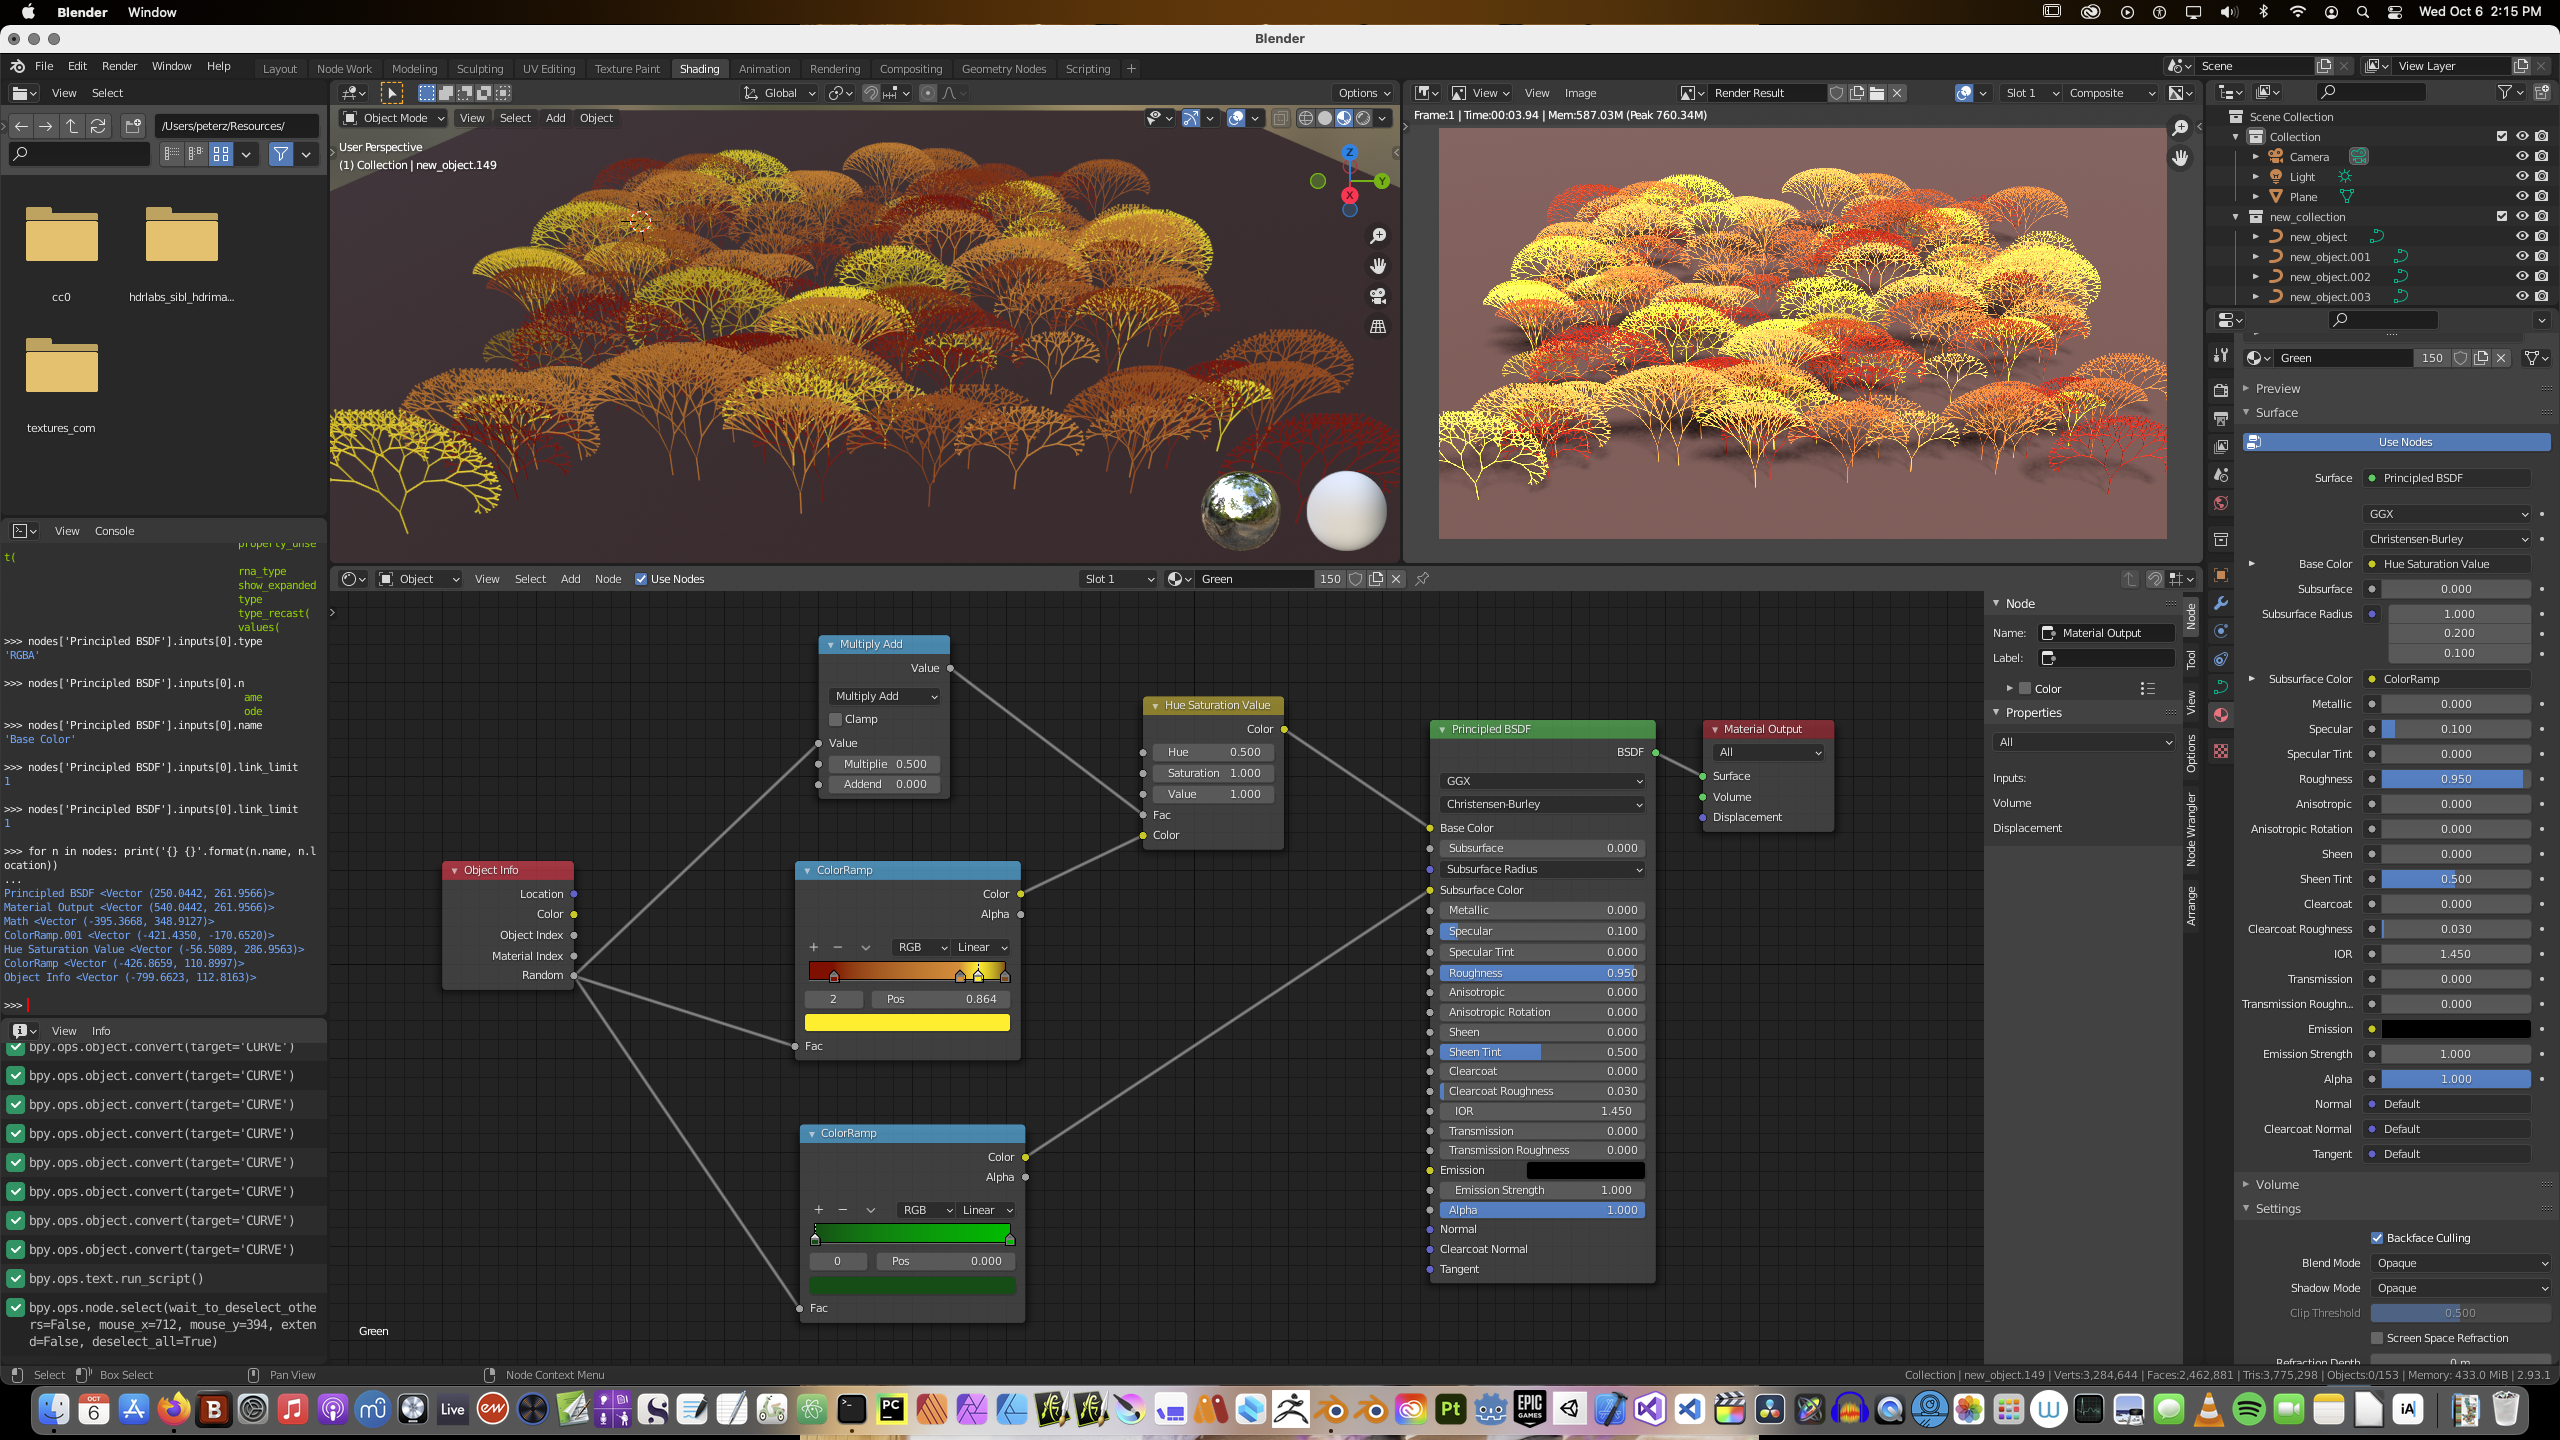 Blender
Window
Wed Oct 6 2:15 PM
Blender
File Edit Render Window Help
Layout Node Work Modeling Sculpting UV Editing Texture Paint Shading Animation Rendering Compositing Geometry Nodes Scripting +
Scene
View Layer
View Select
/Users/peterz/Resources/
cc0
hdrlabs_sibl_hdrima...
textures_com
Global
Options
Object Mode View Select Add Object
User Perspective
(1) Collection | new_object.149
Z
Y
X
View View Image
Render Result
Slot 1
Composite
Frame:1 | Time:00:03.94 | Mem:587.03M (Peak 760.34M)
Scene Collection
Collection
Camera
Light
Plane
new_collection
new_object
new_object.001
new_object.002
new_object.003
View Console
property_unse
t(
rna_type
show_expanded
type
type_recast(
values(
>>> nodes['Principled BSDF'].inputs[0].type
'RGBA'
>>> nodes['Principled BSDF'].inputs[0].n
ame
ode
>>> nodes['Principled BSDF'].inputs[0].name
'Base Color'
>>> nodes['Principled BSDF'].inputs[0].link_limit
1
>>> nodes['Principled BSDF'].inputs[0].link_limit
1
>>> for n in nodes: print('{} {}'.format(n.name, n.l
ocation))
...
Principled BSDF <Vector (250.0442, 261.9566)>
Material Output <Vector (540.0442, 261.9566)>
Math <Vector (-395.3668, 348.9127)>
ColorRamp.001 <Vector (-421.4350, -170.6520)>
Hue Saturation Value <Vector (-56.5089, 286.9563)>
ColorRamp <Vector (-426.8659, 110.8997)>
Object Info <Vector (-799.6623, 112.8163)>
>>>
View Info
bpy.ops.object.convert(target='CURVE')
bpy.ops.object.convert(target='CURVE')
bpy.ops.object.convert(target='CURVE')
bpy.ops.object.convert(target='CURVE')
bpy.ops.object.convert(target='CURVE')
bpy.ops.object.convert(target='CURVE')
bpy.ops.object.convert(target='CURVE')
bpy.ops.object.convert(target='CURVE')
bpy.ops.text.run_script()
bpy.ops.node.select(wait_to_deselect_othe
rs=False, mouse_x=712, mouse_y=394, exten
d=False, deselect_all=True)
Object View Select Add Node Use Nodes
Slot 1
Green 150
Object Info
Location
Color
Object Index
Material Index
Random
Multiply Add
Value
Multiply Add
Clamp
Value
Multiplie 0.500
Addend 0.000
ColorRamp
Color
Alpha
+ − RGB Linear
2 Pos 0.864
Fac
ColorRamp
Color
Alpha
+ − RGB Linear
0 Pos 0.000
Fac
Hue Saturation Value
Color
Hue 0.500
Saturation 1.000
Value 1.000
Fac
Color
Principled BSDF
BSDF
GGX
Christensen-Burley
Base Color
Subsurface 0.000
Subsurface Radius
Subsurface Color
Metallic 0.000
Specular 0.100
Specular Tint 0.000
Roughness 0.950
Anisotropic 0.000
Anisotropic Rotation 0.000
Sheen 0.000
Sheen Tint 0.500
Clearcoat 0.000
Clearcoat Roughness 0.030
IOR 1.450
Transmission 0.000
Transmission Roughness 0.000
Emission
Emission Strength 1.000
Alpha 1.000
Normal
Clearcoat Normal
Tangent
Material Output
All
Surface
Volume
Displacement
Green
Node
Name: Material Output
Label:
Color
Properties
All
Inputs:
Volume
Displacement
Node
Tool
View
Options
Node Wrangler
Arrange
Green 150
Preview
Surface
Use Nodes
Surface Principled BSDF
GGX
Christensen-Burley
Base Color Hue Saturation Value
Subsurface 0.000
Subsurface Radius 1.000
0.200
0.100
Subsurface Color ColorRamp
Metallic 0.000
Specular 0.100
Specular Tint 0.000
Roughness 0.950
Anisotropic 0.000
Anisotropic Rotation 0.000
Sheen 0.000
Sheen Tint 0.500
Clearcoat 0.000
Clearcoat Roughness 0.030
IOR 1.450
Transmission 0.000
Transmission Roughn... 0.000
Emission
Emission Strength 1.000
Alpha 1.000
Normal Default
Clearcoat Normal Default
Tangent Default
Volume
Settings
Backface Culling
Blend Mode Opaque
Shadow Mode Opaque
Clip Threshold 0.500
Screen Space Refraction
Refraction Depth 0 m
Select Box Select Pan View Node Context Menu
Collection | new_object.149 | Verts:3,284,644 | Faces:2,462,881 | Tris:3,775,298 | Objects:0/153 | Memory: 433.0 MiB | 2.93.1
OCT
6
Live
PC
Pt
EPIC
GAMES
iA